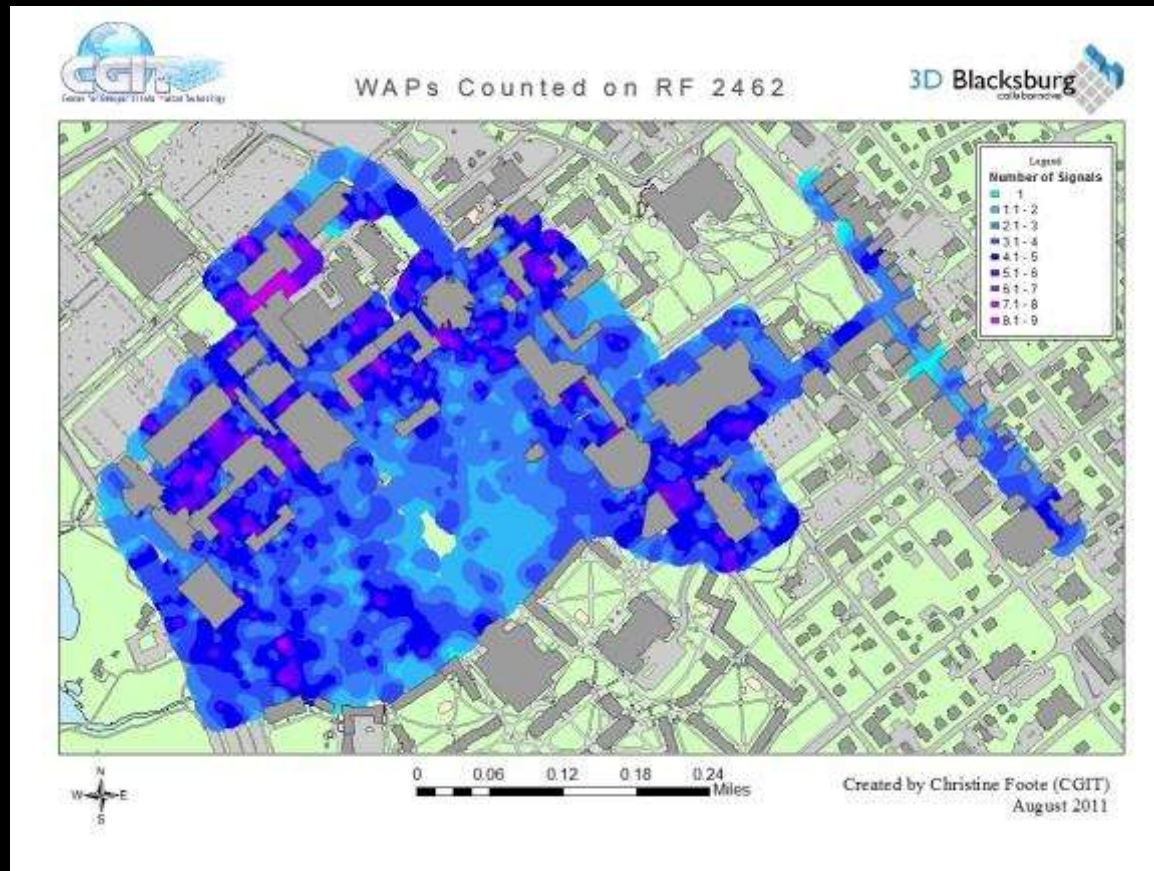 CGIT
WAPs Counted on RF 2462
3D Blacksburg
collaborative
Legend
Number of Signals
1
1.1 - 2
2.1 - 3
3.1 - 4
4.1 - 5
5.1 - 6
6.1 - 7
7.1 - 8
8.1 - 9
N
W E
S
0 0.06 0.12 0.18 0.24
Miles
Created by Christine Foote (CGIT)
August 2011